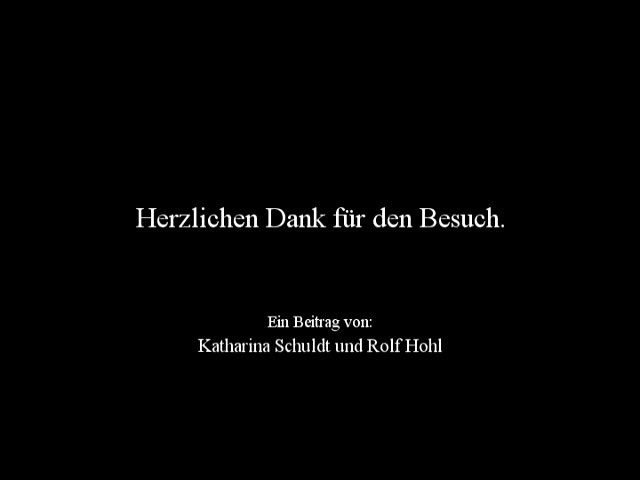 Herzlichen Dank für den Besuch.
Ein Beitrag von:
Katharina Schuldt und Rolf Hohl